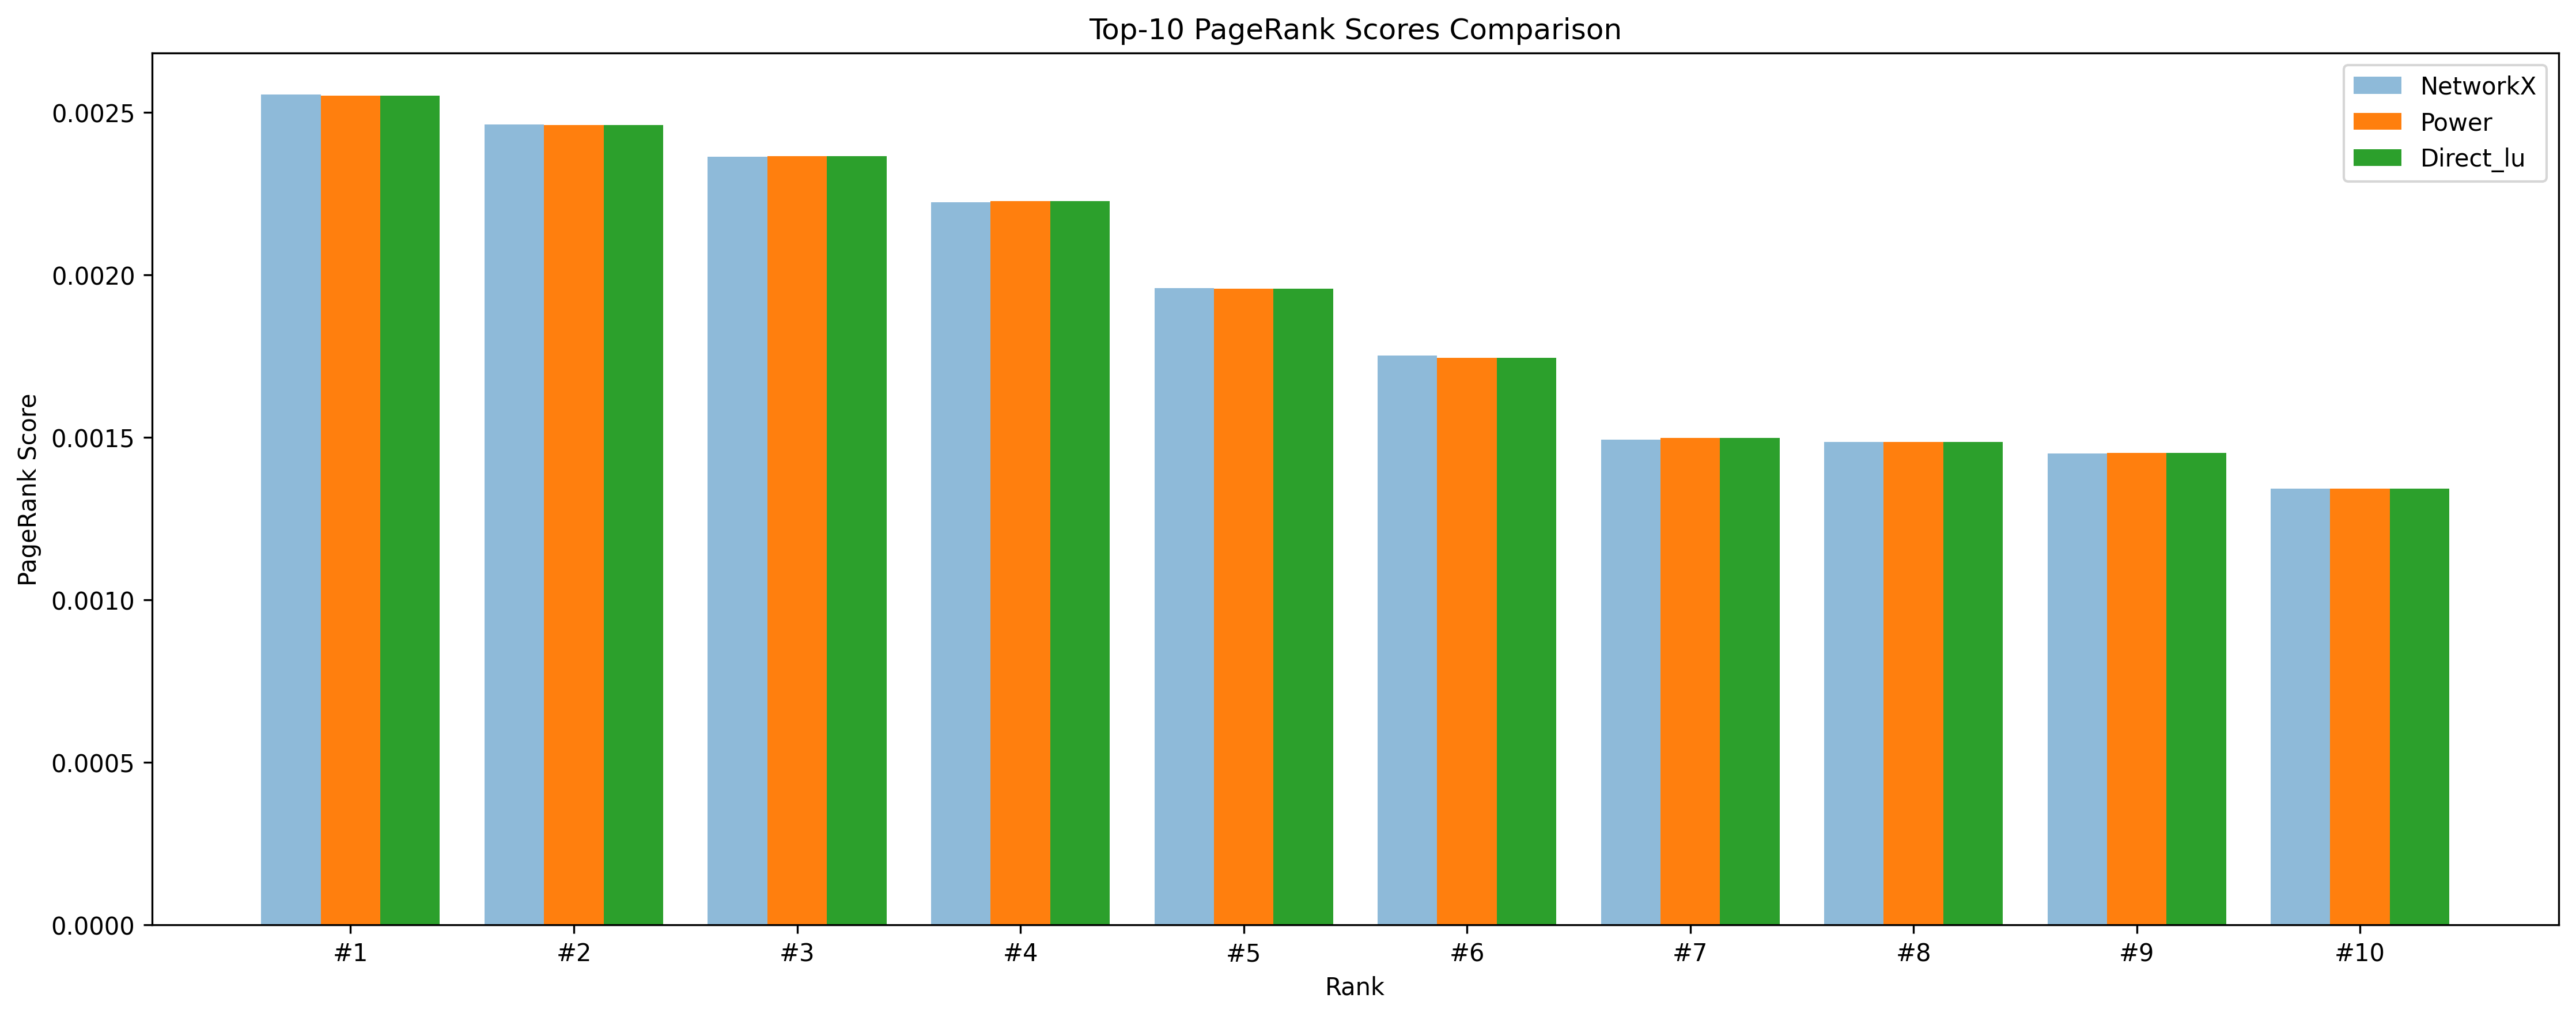 Top-10 PageRank Scores Comparison
NetworkX
Power
Direct_lu
PageRank Score
0.0025
0.0020
0.0015
0.0010
0.0005
0.0000
#1 #2 #3 #4 #5 #6 #7 #8 #9 #10
Rank